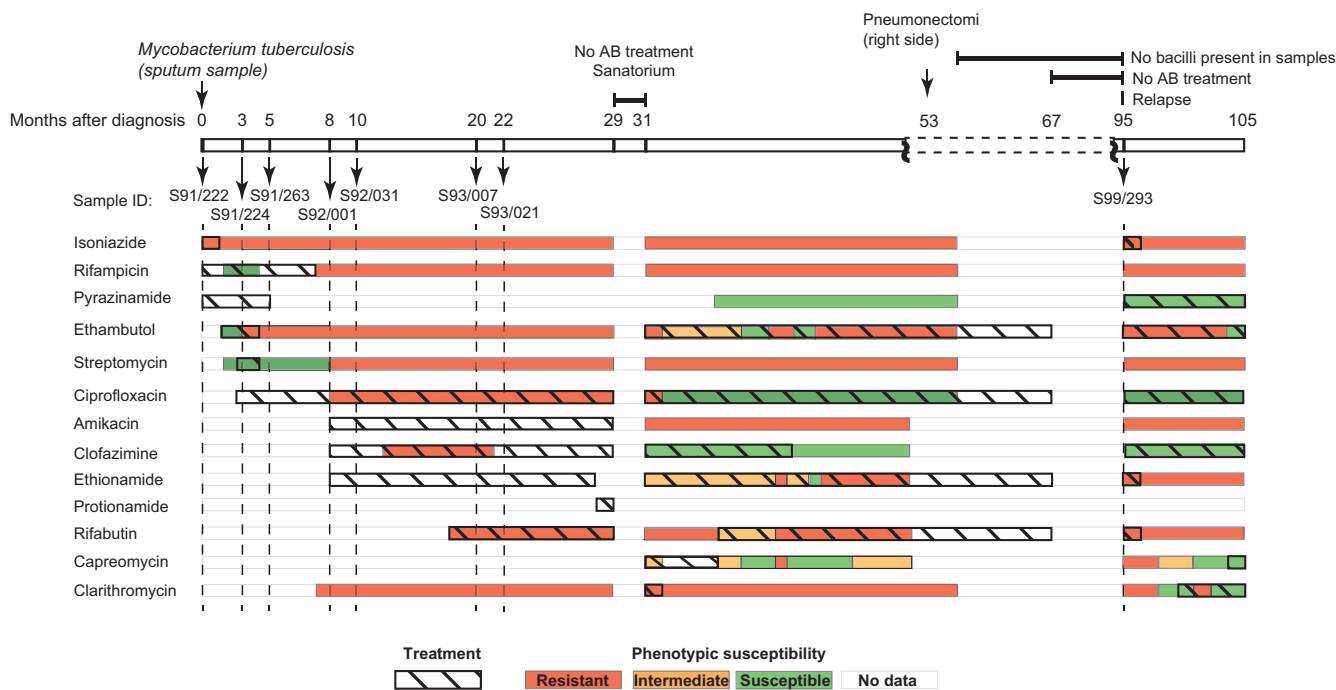 Pneumonectomi
(right side)
Mycobacterium tuberculosis
(sputum sample)
No AB treatment
Sanatorium
No bacilli present in samples
No AB treatment
Relapse
Months after diagnosis 0 3 5 8 10 20 22 29 31 53 67 95 105
Sample ID: S91/222 S91/263 S92/031 S93/007 S99/293
S91/224 S92/001 S93/021
Isoniazide
Rifampicin
Pyrazinamide
Ethambutol
Streptomycin
Ciprofloxacin
Amikacin
Clofazimine
Ethionamide
Protionamide
Rifabutin
Capreomycin
Clarithromycin
Treatment Phenotypic susceptibility
Resistant Intermediate Susceptible No data